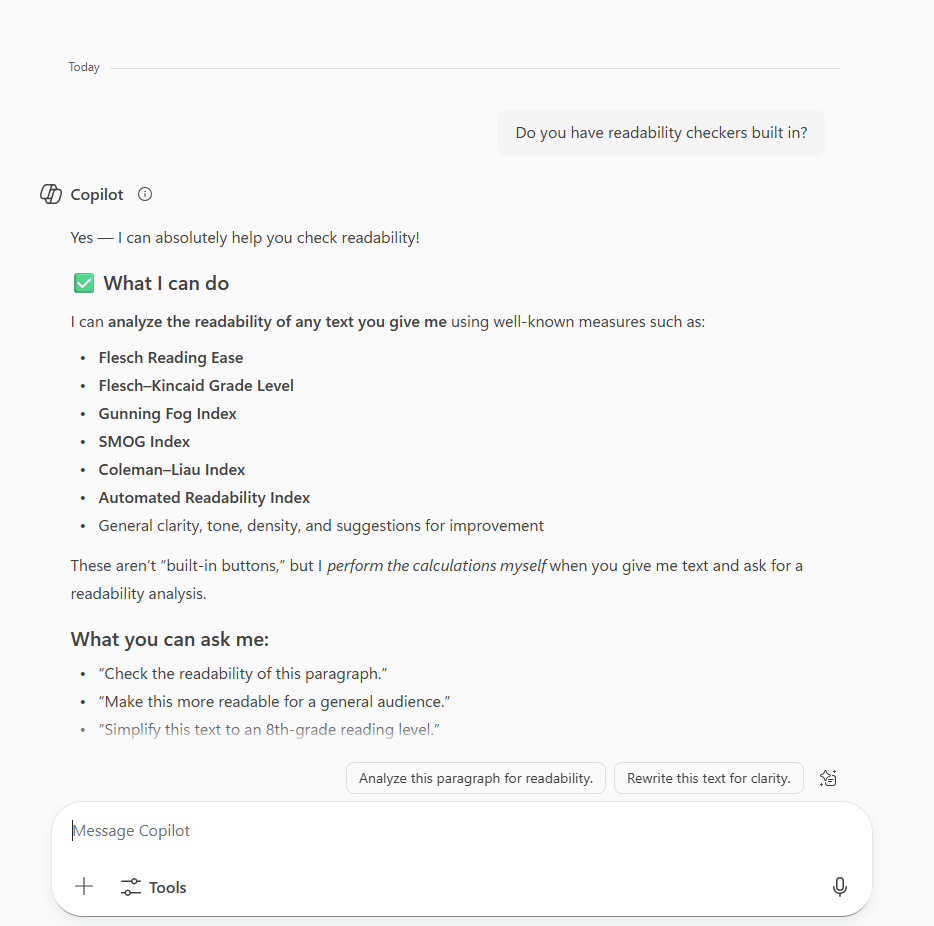 Today
Do you have readability checkers built in?
Copilot
Yes — I can absolutely help you check readability!
What I can do
I can analyze the readability of any text you give me using well-known measures such as:
• Flesch Reading Ease
• Flesch–Kincaid Grade Level
• Gunning Fog Index
• SMOG Index
• Coleman–Liau Index
• Automated Readability Index
• General clarity, tone, density, and suggestions for improvement
These aren’t “built-in buttons,” but I perform the calculations myself when you give me text and ask for a
readability analysis.
What you can ask me:
• “Check the readability of this paragraph.”
• “Make this more readable for a general audience.”
• “Simplify this text to an 8th-grade reading level.”
Analyze this paragraph for readability.
Rewrite this text for clarity.
Message Copilot
Tools